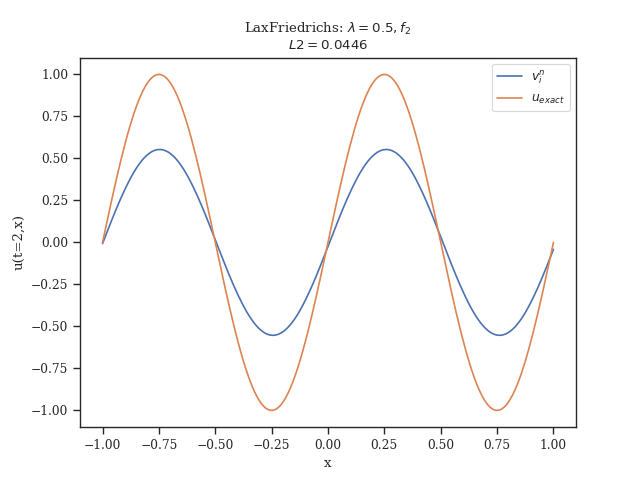 LaxFriedrichs: λ = 0.5, f₂
L2 = 0.0446
vᵢⁿ
u_exact
1.00
0.75
0.50
0.25
0.00
−0.25
−0.50
−0.75
−1.00
u(t=2,x)
−1.00 −0.75 −0.50 −0.25 0.00 0.25 0.50 0.75 1.00
x